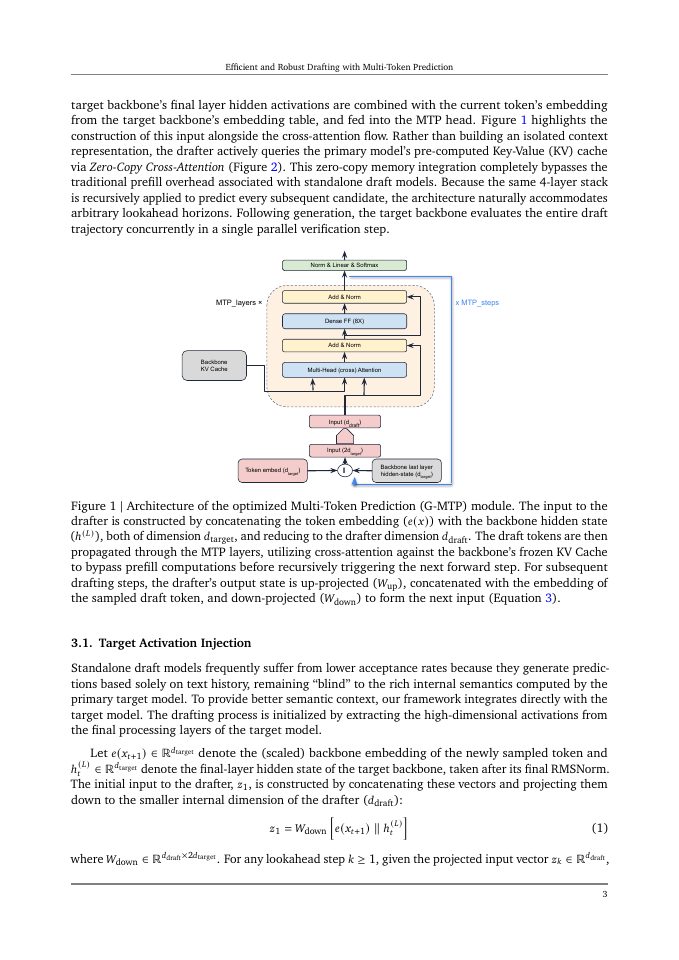 Efficient and Robust Drafting with Multi-Token Prediction
target backbone's final layer hidden activations are combined with the current token's embedding
from the target backbone's embedding table, and fed into the MTP head. Figure 1 highlights the
construction of this input alongside the cross-attention flow. Rather than building an isolated context
representation, the drafter actively queries the primary model's pre-computed Key-Value (KV) cache
via Zero-Copy Cross-Attention (Figure 2). This zero-copy memory integration completely bypasses the
traditional prefill overhead associated with standalone draft models. Because the same 4-layer stack
is recursively applied to predict every subsequent candidate, the architecture naturally accommodates
arbitrary lookahead horizons. Following generation, the target backbone evaluates the entire draft
trajectory concurrently in a single parallel verification step.
Norm & Linear & Softmax
MTP_layers ×
Add & Norm
x MTP_steps
Dense FF (8X)
Add & Norm
Backbone
KV Cache
Multi-Head (cross) Attention
Input (d_draft)
Input (2d_target)
Token embed (d_target)
||
Backbone last layer
hidden-state (d_target)
Figure 1 | Architecture of the optimized Multi-Token Prediction (G-MTP) module. The input to the
drafter is constructed by concatenating the token embedding (e(x)) with the backbone hidden state
(h^(L)), both of dimension d_target, and reducing to the drafter dimension d_draft. The draft tokens are then
propagated through the MTP layers, utilizing cross-attention against the backbone's frozen KV Cache
to bypass prefill computations before recursively triggering the next forward step. For subsequent
drafting steps, the drafter's output state is up-projected (W_up), concatenated with the embedding of
the sampled draft token, and down-projected (W_down) to form the next input (Equation 3).
3.1. Target Activation Injection
Standalone draft models frequently suffer from lower acceptance rates because they generate predic-
tions based solely on text history, remaining “blind” to the rich internal semantics computed by the
primary target model. To provide better semantic context, our framework integrates directly with the
target model. The drafting process is initialized by extracting the high-dimensional activations from
the final processing layers of the target model.
Let e(x_{t+1}) ∈ ℝ^{d_target} denote the (scaled) backbone embedding of the newly sampled token and
h_t^(L) ∈ ℝ^{d_target} denote the final-layer hidden state of the target backbone, taken after its final RMSNorm.
The initial input to the drafter, z_1, is constructed by concatenating these vectors and projecting them
down to the smaller internal dimension of the drafter (d_draft):
z_1 = W_down [e(x_{t+1}) ∥ h_t^(L)] (1)
where W_down ∈ ℝ^{d_draft×2d_target}. For any lookahead step k ≥ 1, given the projected input vector z_k ∈ ℝ^{d_draft},
3